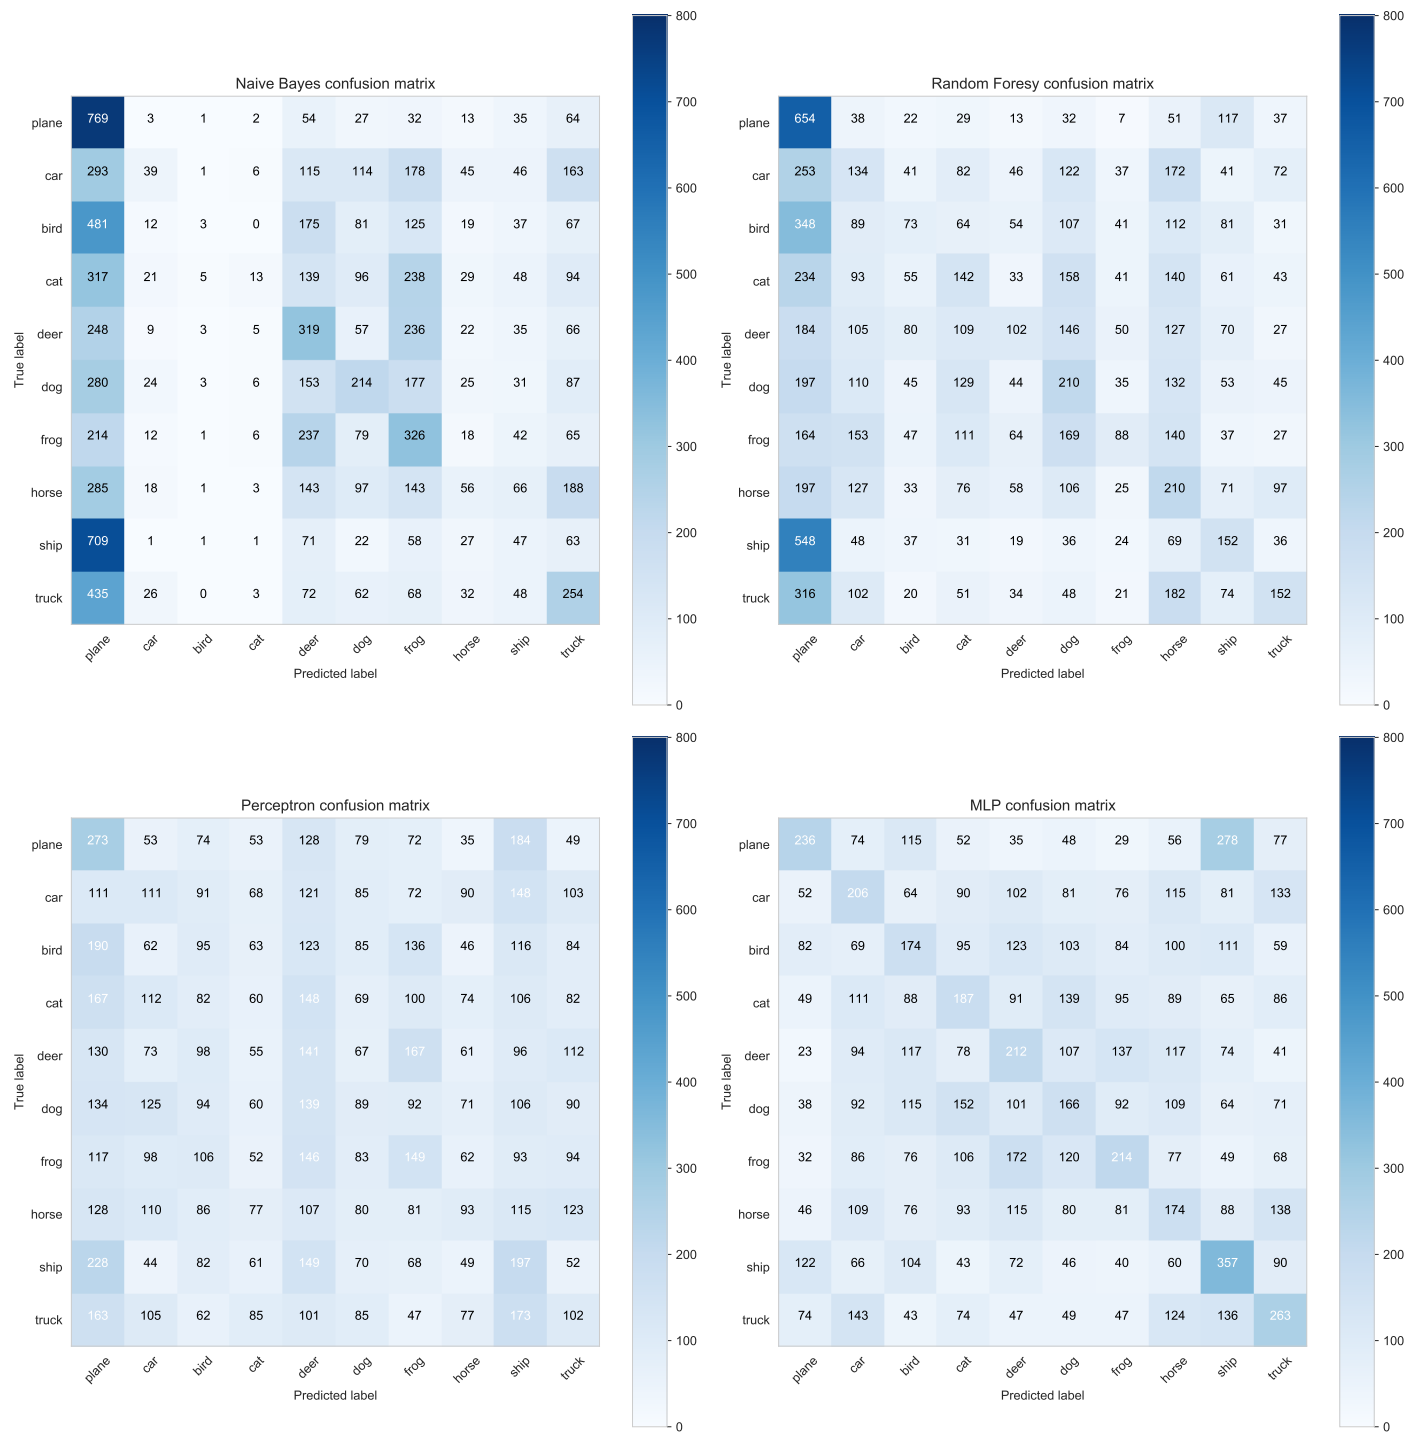 Naive Bayes confusion matrix
True label
plane 769 3 1 2 54 27 32 13 35 64
car 293 39 1 6 115 114 178 45 46 163
bird 481 12 3 0 175 81 125 19 37 67
cat 317 21 5 13 139 96 238 29 48 94
deer 248 9 3 5 319 57 236 22 35 66
dog 280 24 3 6 153 214 177 25 31 87
frog 214 12 1 6 237 79 326 18 42 65
horse 285 18 1 3 143 97 143 56 66 188
ship 709 1 1 1 71 22 58 27 47 63
truck 435 26 0 3 72 62 68 32 48 254
plane car bird cat deer dog frog horse ship truck
Predicted label
800
700
600
500
400
300
200
100
0
Random Foresy confusion matrix
True label
plane 654 38 22 29 13 32 7 51 117 37
car 253 134 41 82 46 122 37 172 41 72
bird 348 89 73 64 54 107 41 112 81 31
cat 234 93 55 142 33 158 41 140 61 43
deer 184 105 80 109 102 146 50 127 70 27
dog 197 110 45 129 44 210 35 132 53 45
frog 164 153 47 111 64 169 88 140 37 27
horse 197 127 33 76 58 106 25 210 71 97
ship 548 48 37 31 19 36 24 69 152 36
truck 316 102 20 51 34 48 21 182 74 152
plane car bird cat deer dog frog horse ship truck
Predicted label
800
700
600
500
400
300
200
100
0
Perceptron confusion matrix
True label
plane 273 53 74 53 128 79 72 35 184 49
car 111 111 91 68 121 85 72 90 148 103
bird 190 62 95 63 123 85 136 46 116 84
cat 167 112 82 60 148 69 100 74 106 82
deer 130 73 98 55 141 67 167 61 96 112
dog 134 125 94 60 139 89 92 71 106 90
frog 117 98 106 52 146 83 149 62 93 94
horse 128 110 86 77 107 80 81 93 115 123
ship 228 44 82 61 149 70 68 49 197 52
truck 163 105 62 85 101 85 47 77 173 102
plane car bird cat deer dog frog horse ship truck
Predicted label
800
700
600
500
400
300
200
100
0
MLP confusion matrix
True label
plane 236 74 115 52 35 48 29 56 278 77
car 52 206 64 90 102 81 76 115 81 133
bird 82 69 174 95 123 103 84 100 111 59
cat 49 111 88 187 91 139 95 89 65 86
deer 23 94 117 78 212 107 137 117 74 41
dog 38 92 115 152 101 166 92 109 64 71
frog 32 86 76 106 172 120 214 77 49 68
horse 46 109 76 93 115 80 81 174 88 138
ship 122 66 104 43 72 46 40 60 357 90
truck 74 143 43 74 47 49 47 124 136 263
plane car bird cat deer dog frog horse ship truck
Predicted label
800
700
600
500
400
300
200
100
0